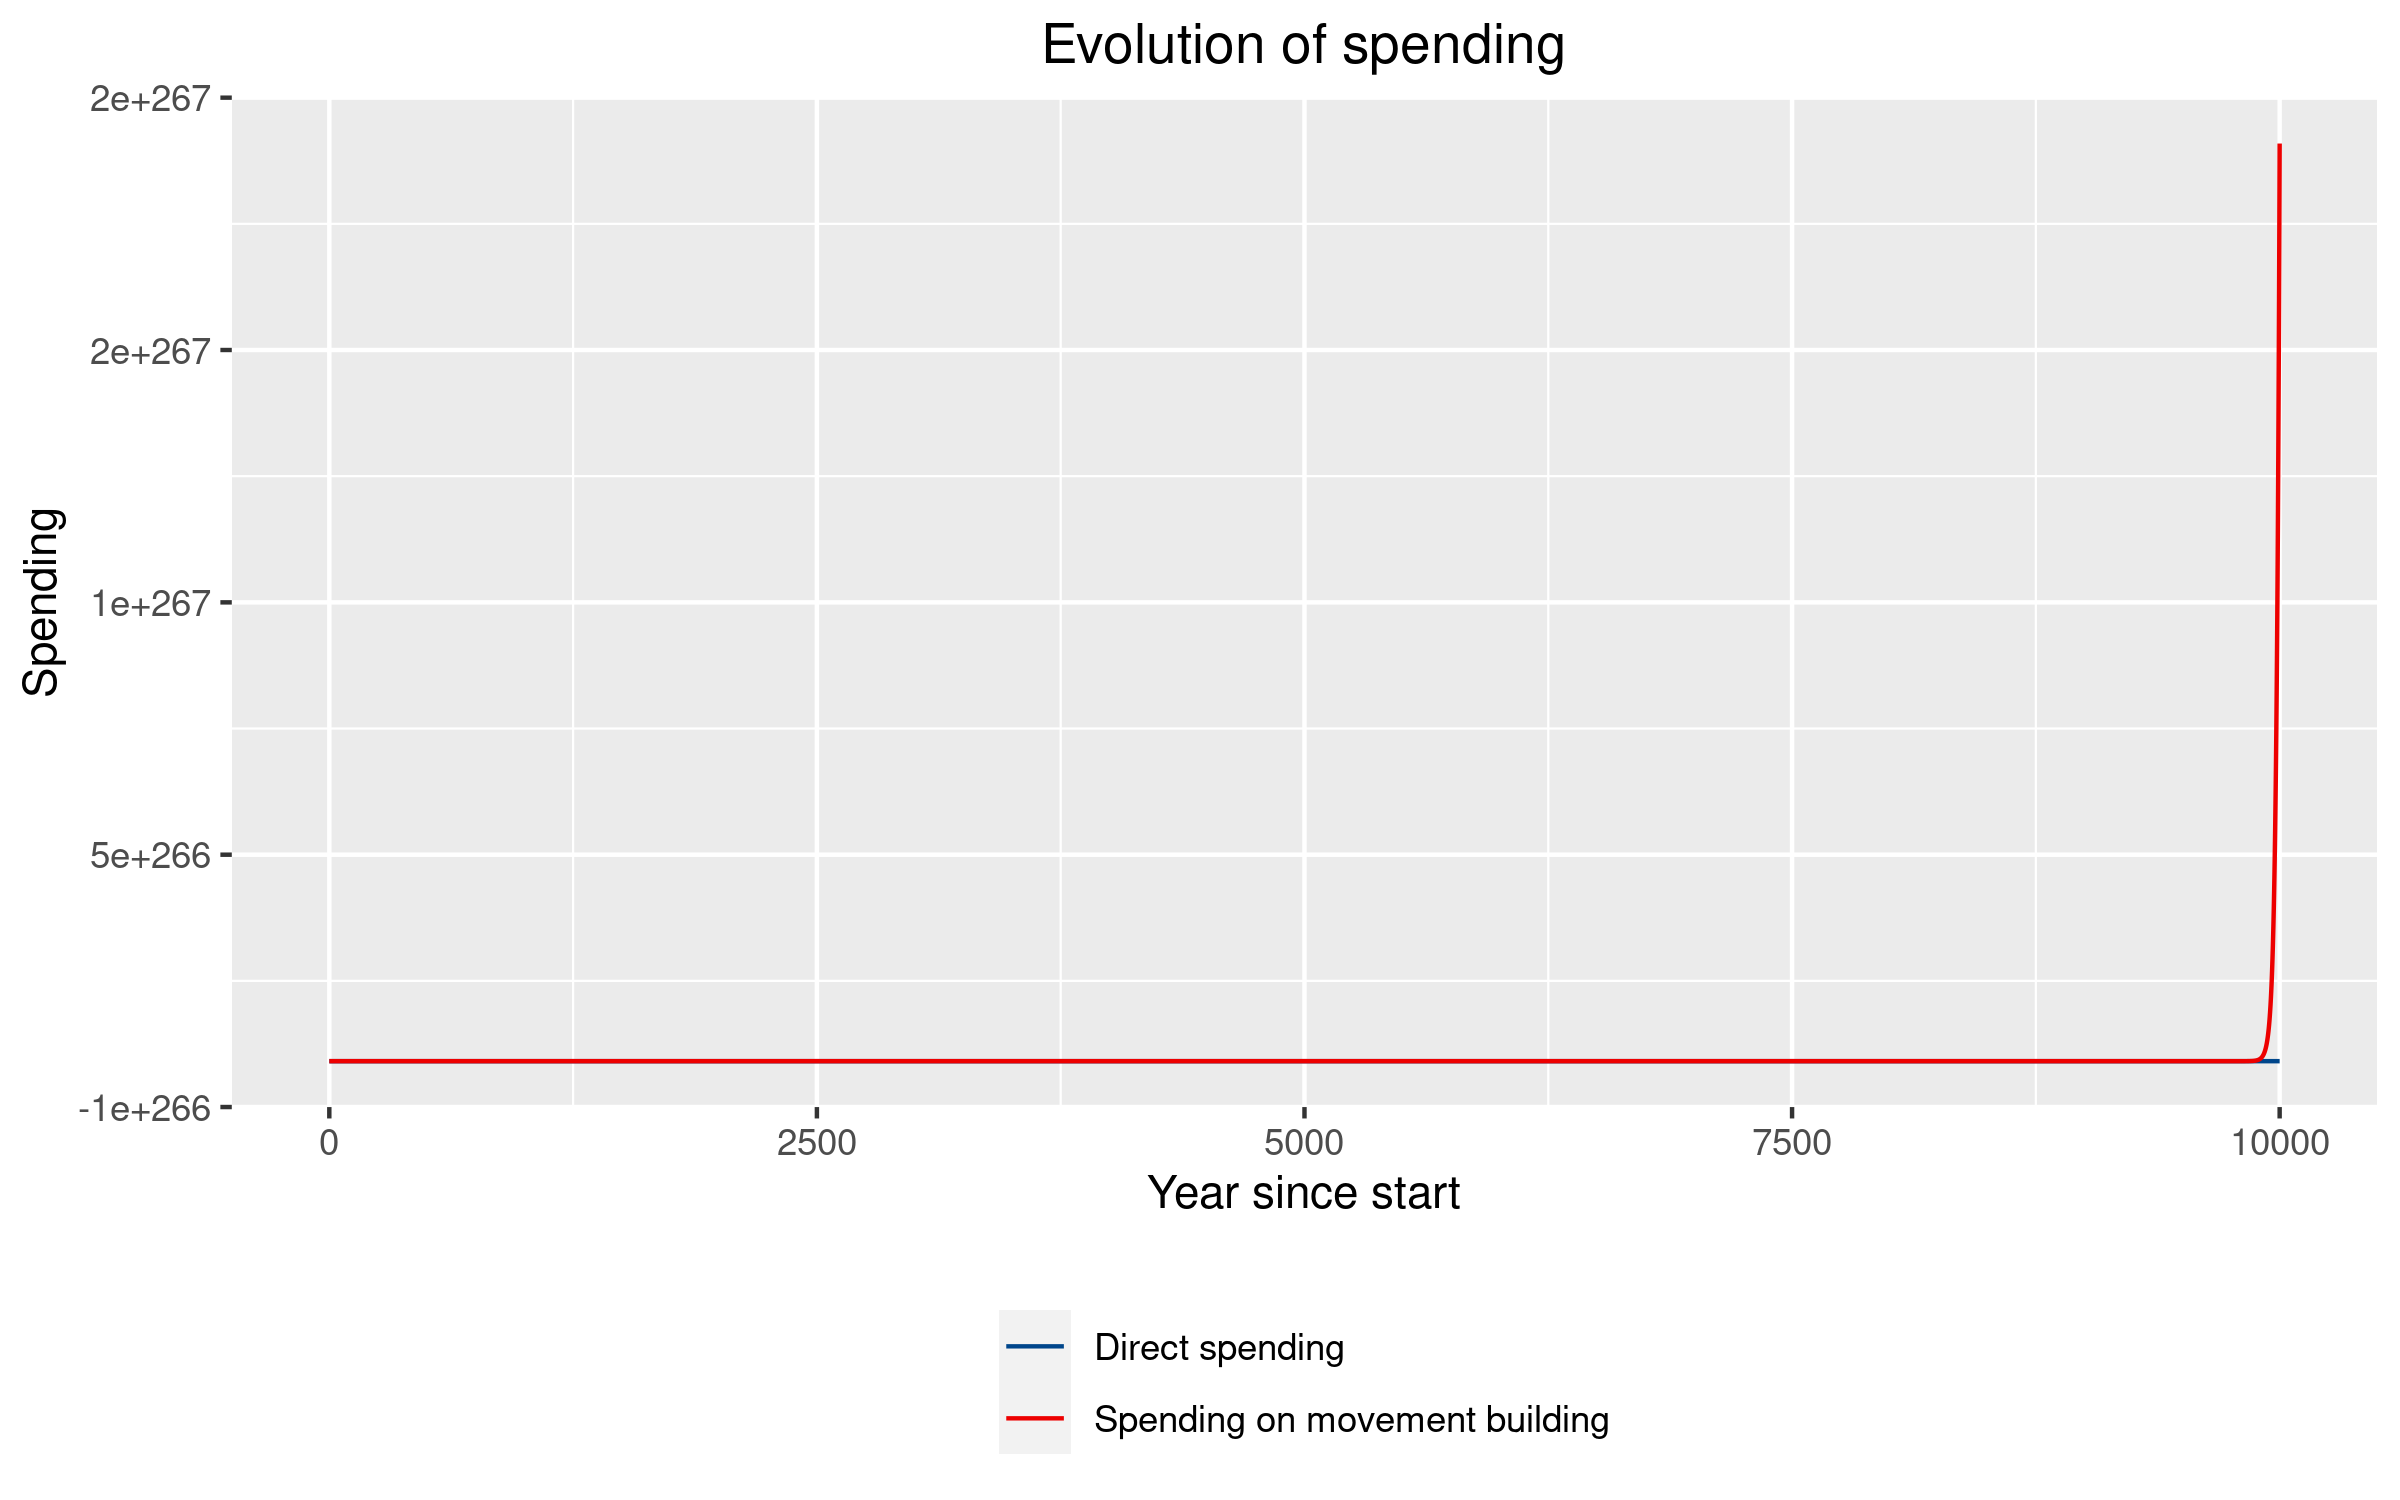 Evolution of spending
2e+267
2e+267
1e+267
5e+266
-1e+266
Spending
0 2500 5000 7500 10000
Year since start
Direct spending
Spending on movement building